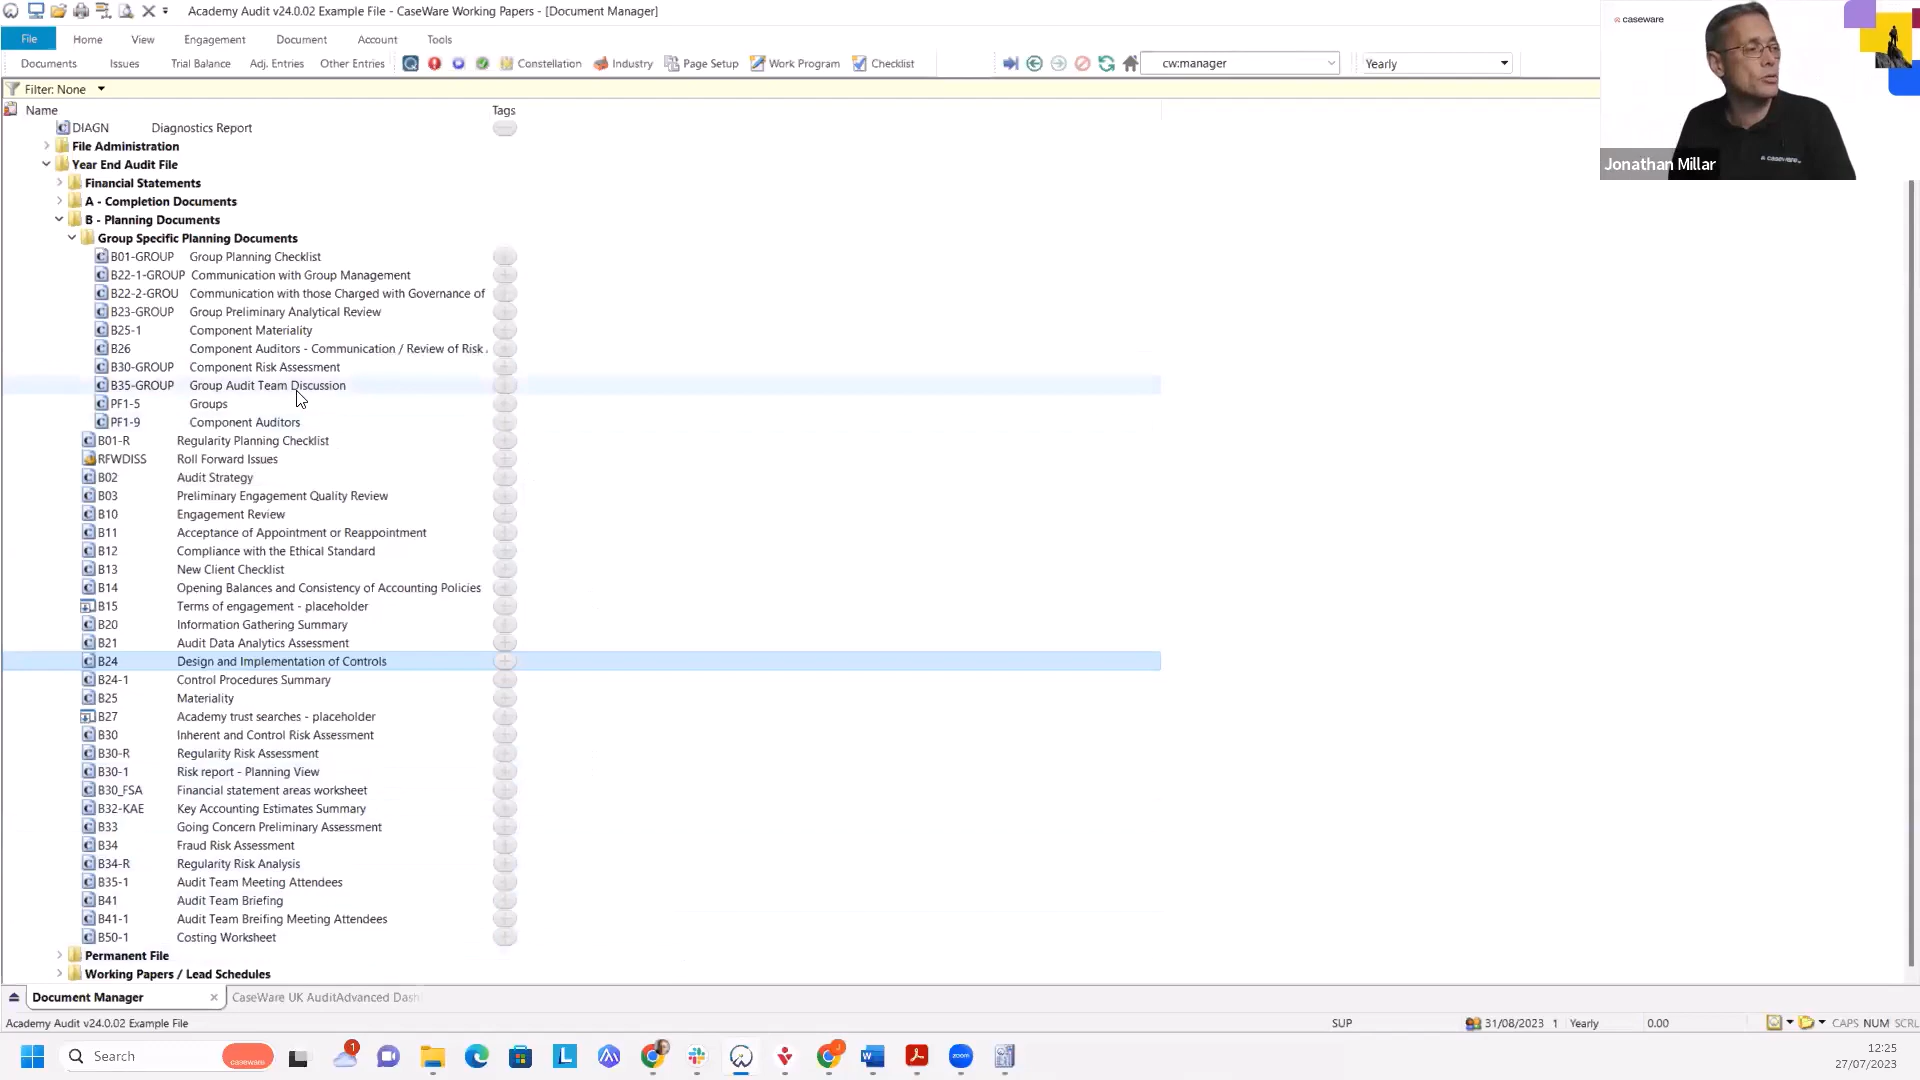 Academy Audit v24.0.02 Example File - CaseWare Working Papers - [Document Manager]
caseware
File Home View Engagement Document Account Tools
Documents Issues Trial Balance Adj. Entries Other Entries Constellation Industry Page Setup Work Program Checklist cw:manager Yearly
Filter: None
Name Tags
DIAGN Diagnostics Report
File Administration
Year End Audit File
Jonathan Millar
Financial Statements
A - Completion Documents
B - Planning Documents
Group Specific Planning Documents
B01-GROUP Group Planning Checklist
B22-1-GROUP Communication with Group Management
B22-2-GROU Communication with those Charged with Governance of
B23-GROUP Group Preliminary Analytical Review
B25-1 Component Materiality
B26 Component Auditors - Communication / Review of Risk
B30-GROUP Component Risk Assessment
B35-GROUP Group Audit Team Discussion
PF1-5 Groups
PF1-9 Component Auditors
B01-R Regularity Planning Checklist
RFWDISS Roll Forward Issues
B02 Audit Strategy
B03 Preliminary Engagement Quality Review
B10 Engagement Review
B11 Acceptance of Appointment or Reappointment
B12 Compliance with the Ethical Standard
B13 New Client Checklist
B14 Opening Balances and Consistency of Accounting Policies
B15 Terms of engagement - placeholder
B20 Information Gathering Summary
B21 Audit Data Analytics Assessment
B24 Design and Implementation of Controls
B24-1 Control Procedures Summary
B25 Materiality
B27 Academy trust searches - placeholder
B30 Inherent and Control Risk Assessment
B30-R Regularity Risk Assessment
B30-1 Risk report - Planning View
B30_FSA Financial statement areas worksheet
B32-KAE Key Accounting Estimates Summary
B33 Going Concern Preliminary Assessment
B34 Fraud Risk Assessment
B34-R Regularity Risk Analysis
B35-1 Audit Team Meeting Attendees
B41 Audit Team Briefing
B41-1 Audit Team Breifing Meeting Attendees
B50-1 Costing Worksheet
Permanent File
Working Papers / Lead Schedules
Document Manager CaseWare UK AuditAdvanced Dash
Academy Audit v24.0.02 Example File SUP 31/08/2023 1 Yearly 0.00 CAPS NUM SCRL
Search caseware 1 12:25
27/07/2023